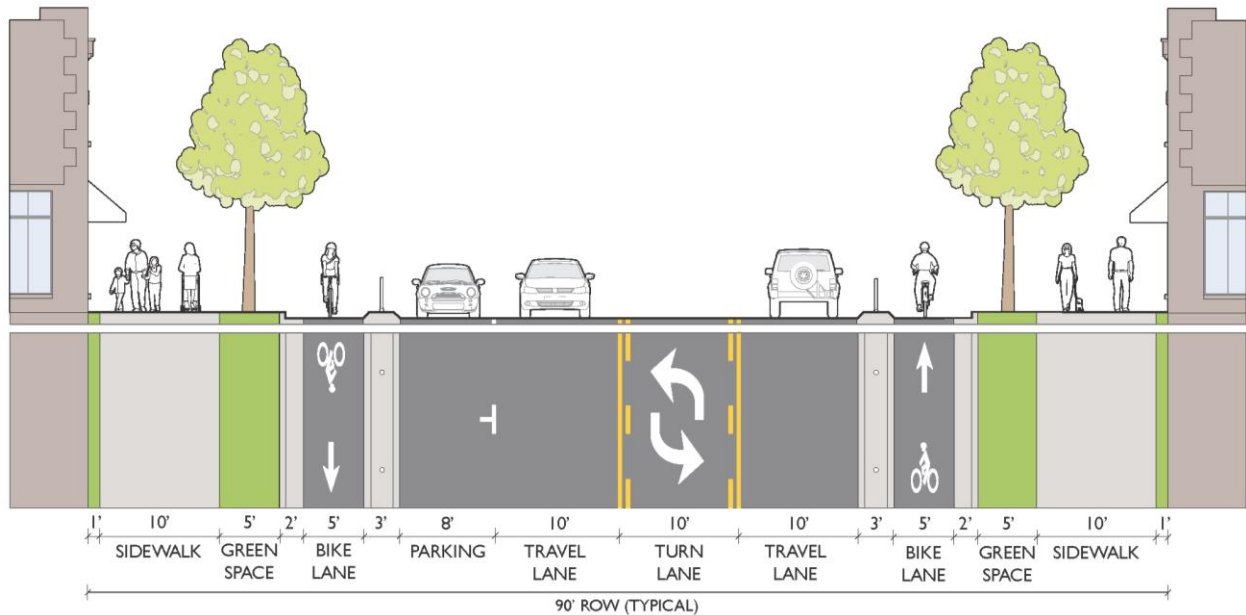 1' 10' 5' 2' 5' 3' 8' 10' 10' 10' 3' 5' 2' 5' 10' 1'
SIDEWALK GREEN BIKE PARKING TRAVEL TURN TRAVEL BIKE GREEN SIDEWALK
SPACE LANE LANE LANE LANE LANE SPACE
90' ROW (TYPICAL)